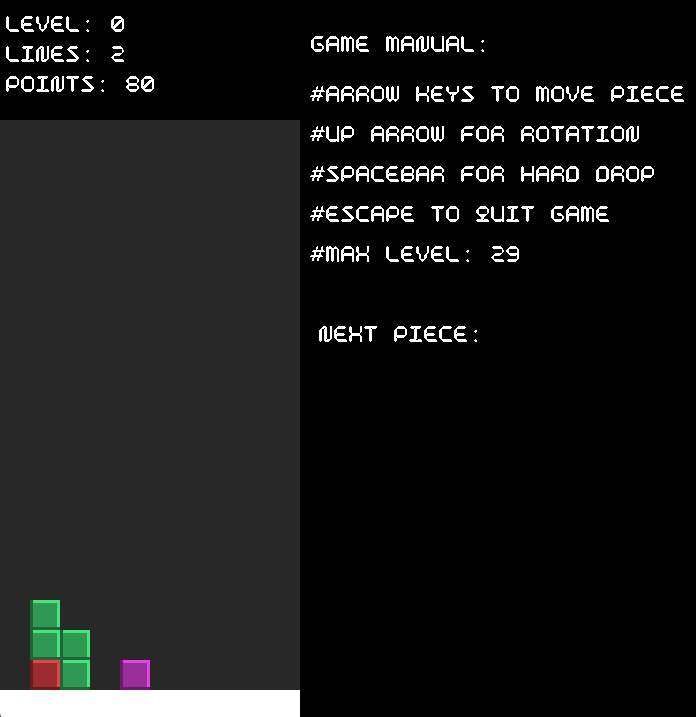 LEVEL: 0
LINES: 2
POINTS: 80
GAME MANUAL:
#ARROW KEYS TO MOVE PIECE
#UP ARROW FOR ROTATION
#SPACEBAR FOR HARD DROP
#ESCAPE TO QUIT GAME
#MAX LEVEL: 29
NEXT PIECE: